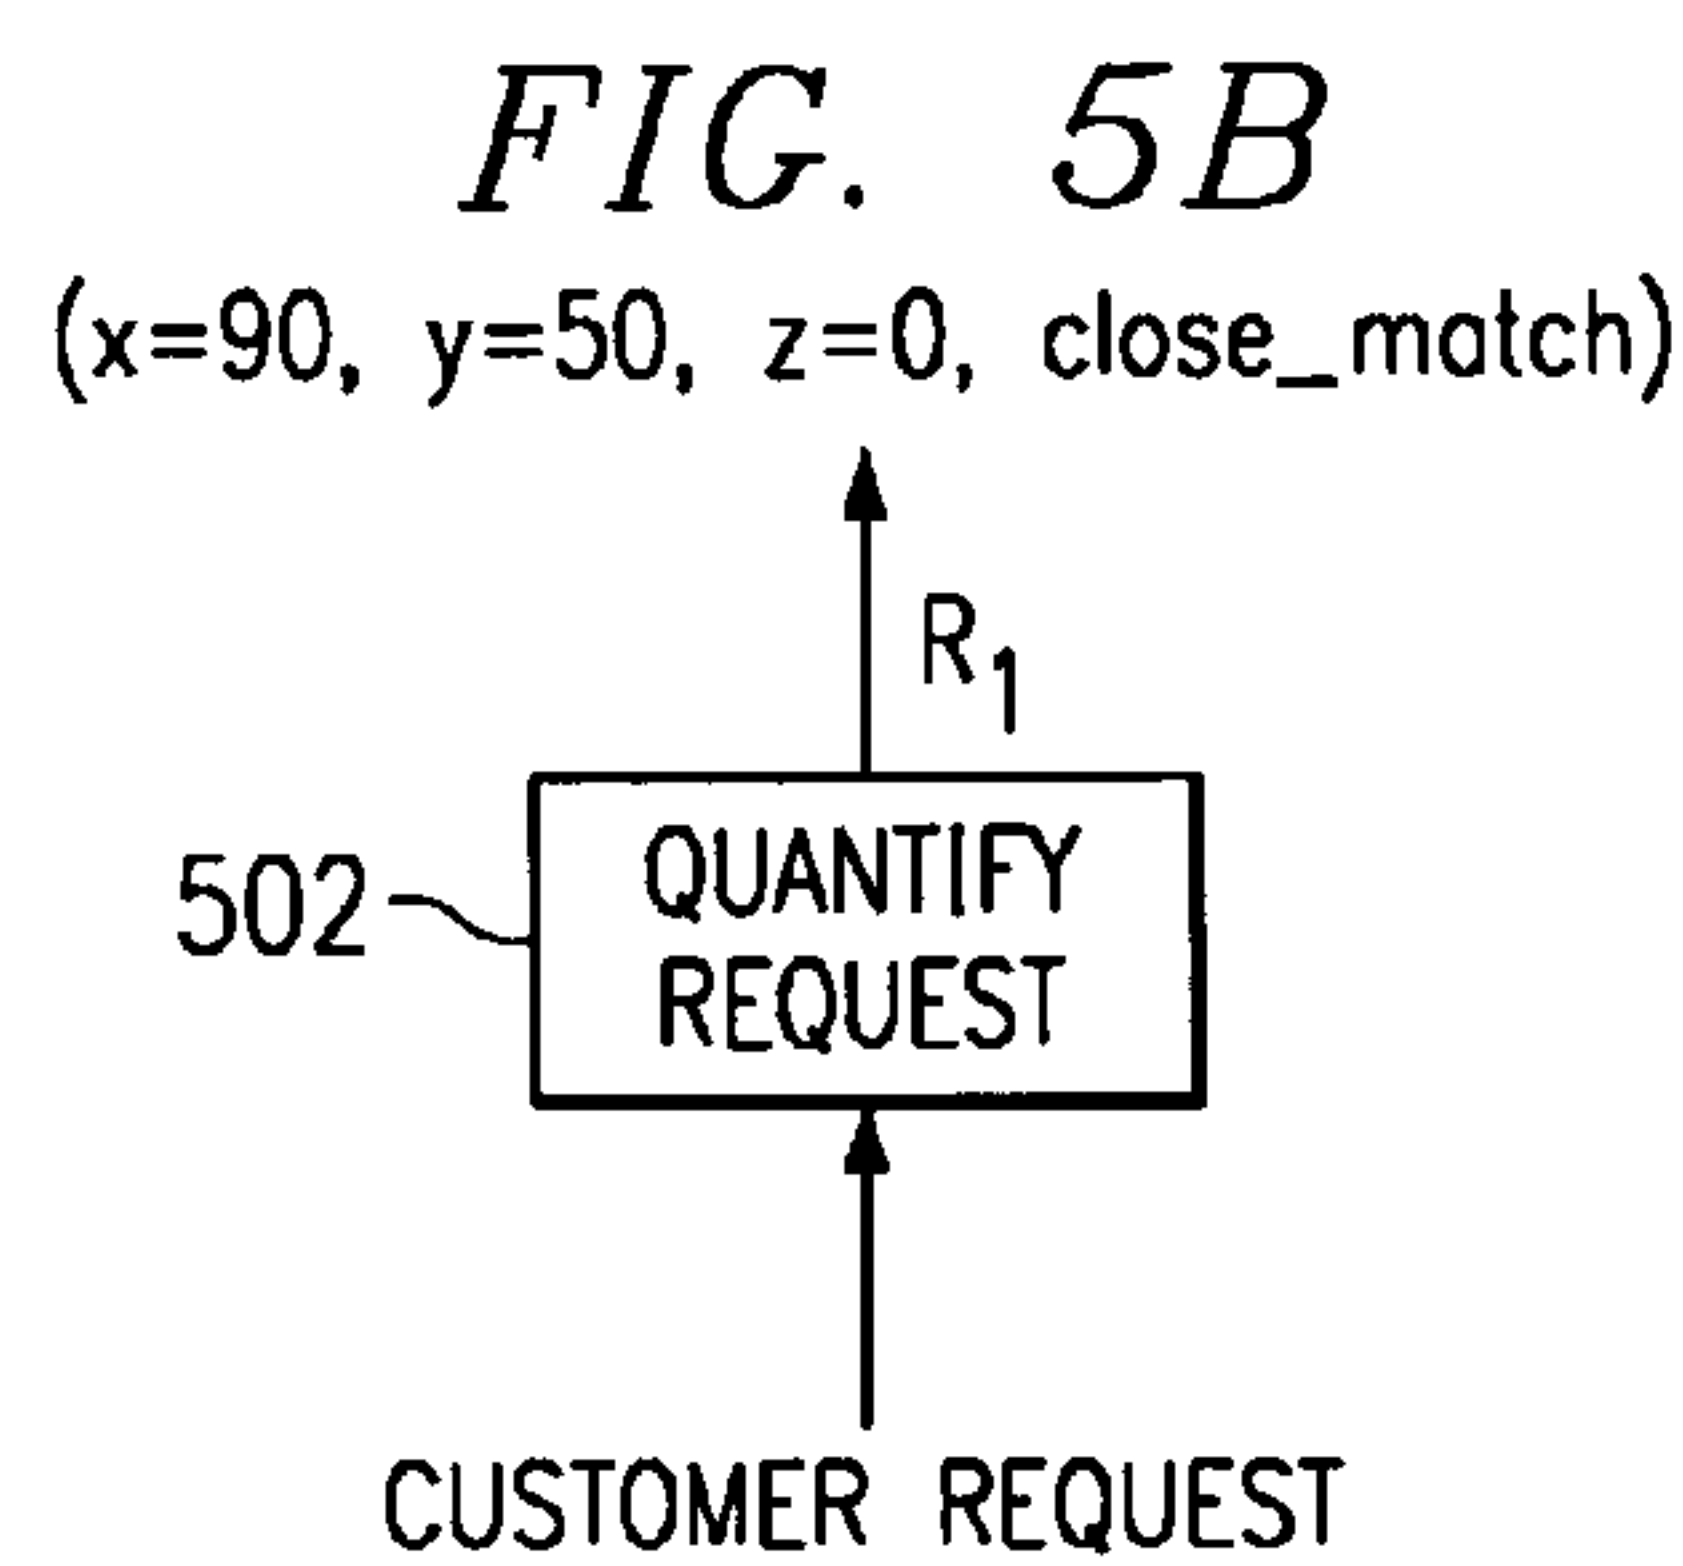 FIG. 5B
(x=90, y=50, z=0, close_match)
R1
502
QUANTIFY
REQUEST
CUSTOMER REQUEST